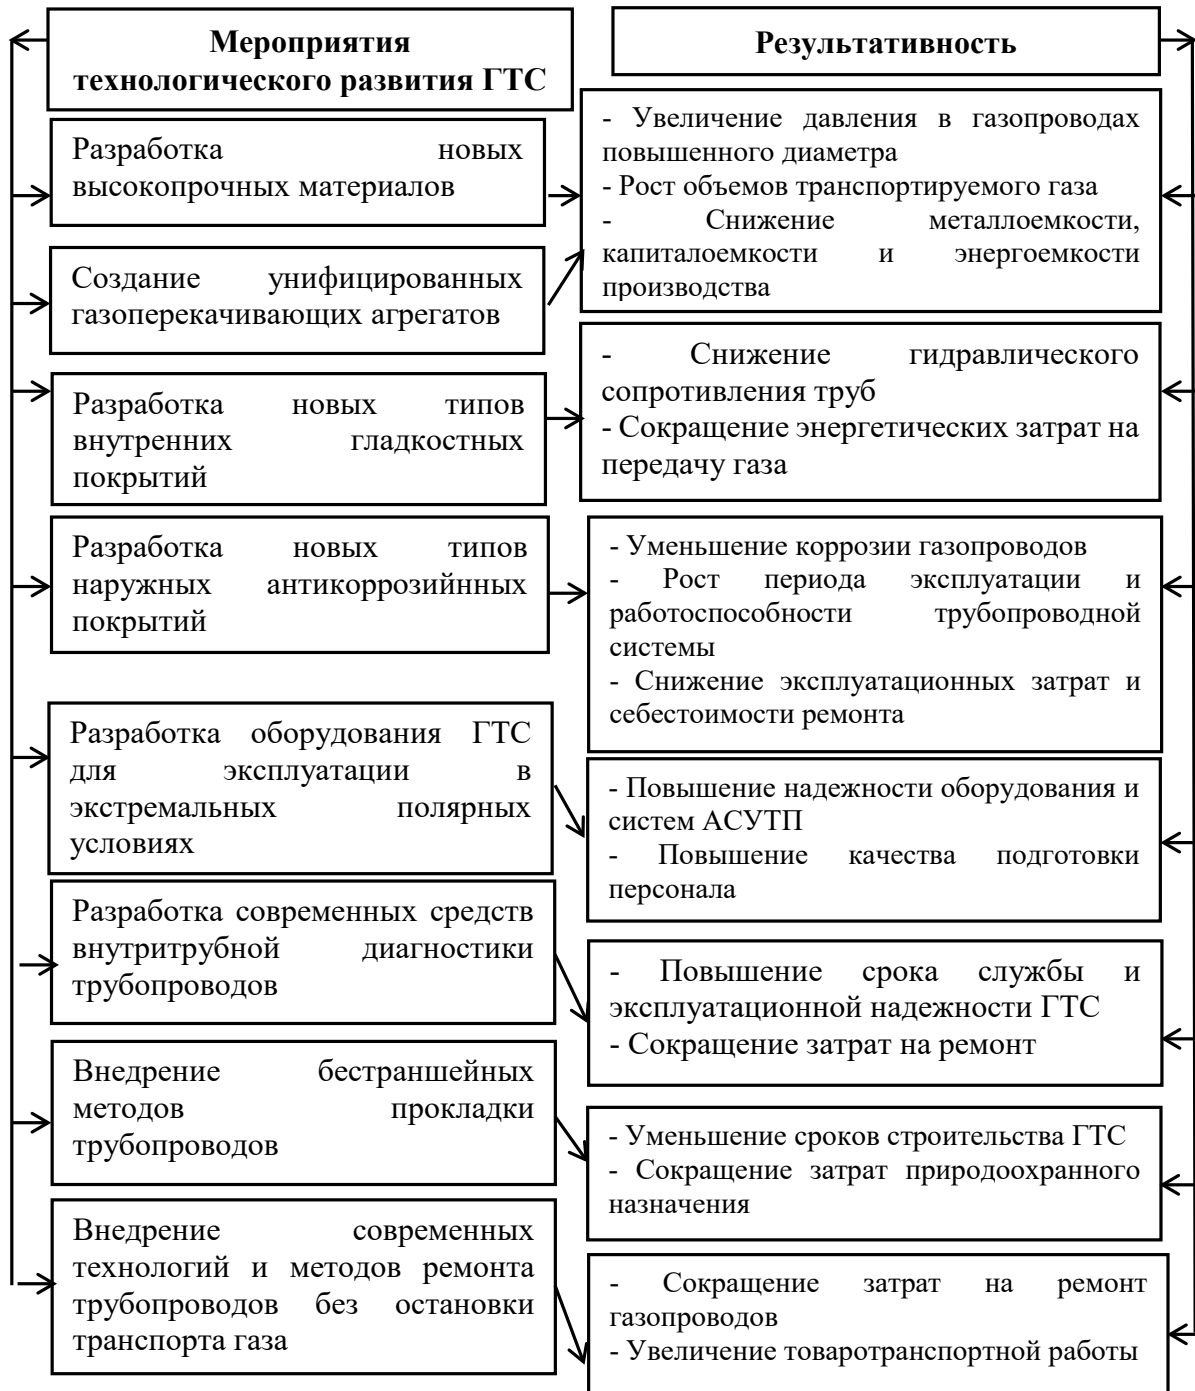 Мероприятия
технологического развития ГТС
Результативность
Разработка новых
высокопрочных материалов
- Увеличение давления в газопроводах
повышенного диаметра
- Рост объемов транспортируемого газа
- Снижение металлоемкости,
капиталоемкости и энергоемкости
производства
Создание унифицированных
газоперекачивающих агрегатов
Разработка новых типов
внутренних гладкостных
покрытий
- Снижение гидравлического
сопротивления труб
- Сокращение энергетических затрат на
передачу газа
Разработка новых типов
наружных антикоррозийнных
покрытий
- Уменьшение коррозии газопроводов
- Рост периода эксплуатации и
работоспособности трубопроводной
системы
- Снижение эксплуатационных затрат и
себестоимости ремонта
Разработка оборудования ГТС
для эксплуатации в
экстремальных полярных
условиях
- Повышение надежности оборудования и
систем АСУТП
- Повышение качества подготовки
персонала
Разработка современных средств
внутритрубной диагностики
трубопроводов
- Повышение срока службы и
эксплуатационной надежности ГТС
- Сокращение затрат на ремонт
Внедрение бестраншейных
методов прокладки
трубопроводов
- Уменьшение сроков строительства ГТС
- Сокращение затрат природоохранного
назначения
Внедрение современных
технологий и методов ремонта
трубопроводов без остановки
транспорта газа
- Сокращение затрат на ремонт
газопроводов
- Увеличение товаротранспортной работы